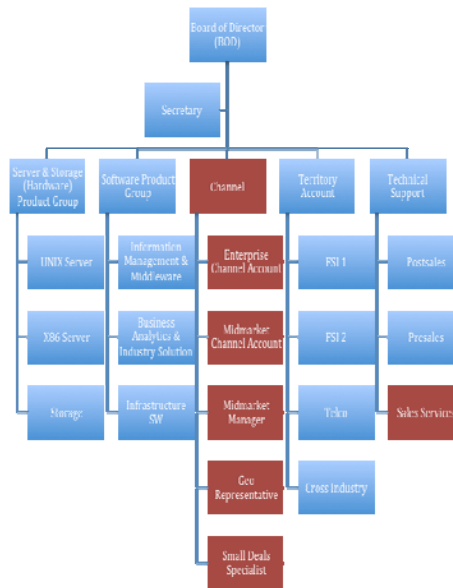 Board of Director
(BOD)
Secretary
Server & Storage
(Hardware)
Product Group
Software Product
Group
Channel
Territory
Account
Technical
Support
UNIX Server
Information
Management &
Middleware
Enterprise
Channel Account
FSI 1
Postsales
X86 Server
Business
Analytics &
Industry Solution
Midmarket
Channel Account
FSI 2
Presales
Storage
Infrastructure
SW
Midmarket
Manager
Telco
Sales Services
Geo
Representative
Cross Industry
Small Deals
Specialist